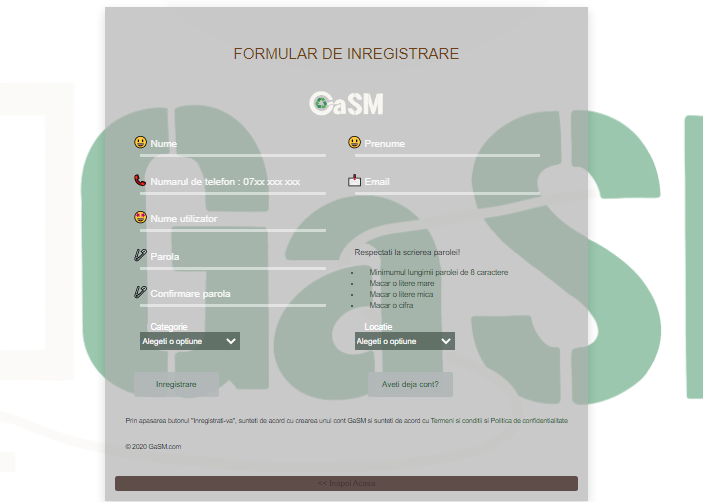 FORMULAR DE INREGISTRARE
GaSM
Nume
Prenume
Numarul de telefon : 07xx xxx xxx
Email
Nume utilizator
Parola
Respectati la scrierea parolei!
Minimumul lungimii parolei de 8 caractere
Macar o litere mare
Macar o litere mica
Macar o cifra
Confirmare parola
Categorie
Locatie
Alegeti o optiune
Alegeti o optiune
Inregistrare
Aveti deja cont?
Prin apasarea butonul "Inregistrati-va", sunteti de acord cu crearea unui cont GaSM si sunteti de acord cu Termeni si conditii si Politica de confidentialitate
© 2020 GaSM.com
<< Inapoi Acasa
GaS